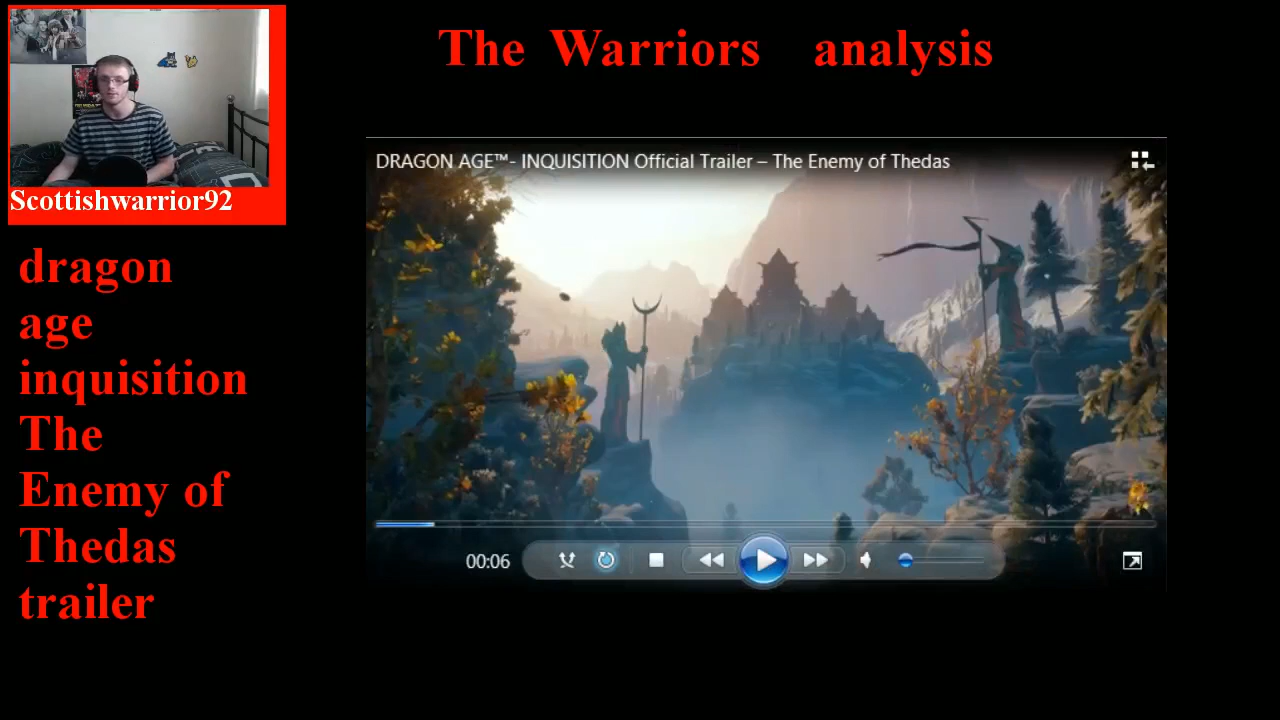 The Warriors analysis
DRAGON AGE™- INQUISITION Official Trailer – The Enemy of Thedas
Scottishwarrior92
dragon
age
inquisition
The
Enemy of
Thedas
trailer
00:06